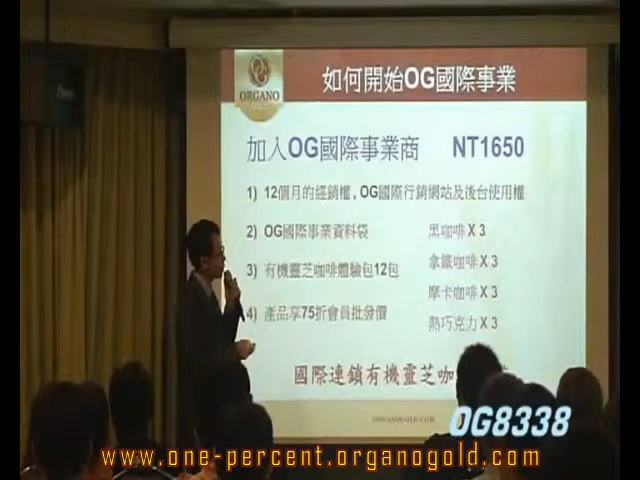 ORGANO
如何開始OG國際事業
加入OG國際事業商 NT1650
1) 12個月的經銷權,OG國際行銷網站及後台使用權
2) OG國際事業資料袋 黑咖啡 X 3
3) 有機靈芝咖啡體驗包12包 拿鐵咖啡 X 3
摩卡咖啡 X 3
4) 產品享75折會員批發價 熱巧克力 X 3
國際連鎖有機靈芝咖
ORGANOGOLD.COM
OG8338
www.one-percent.organogold.com